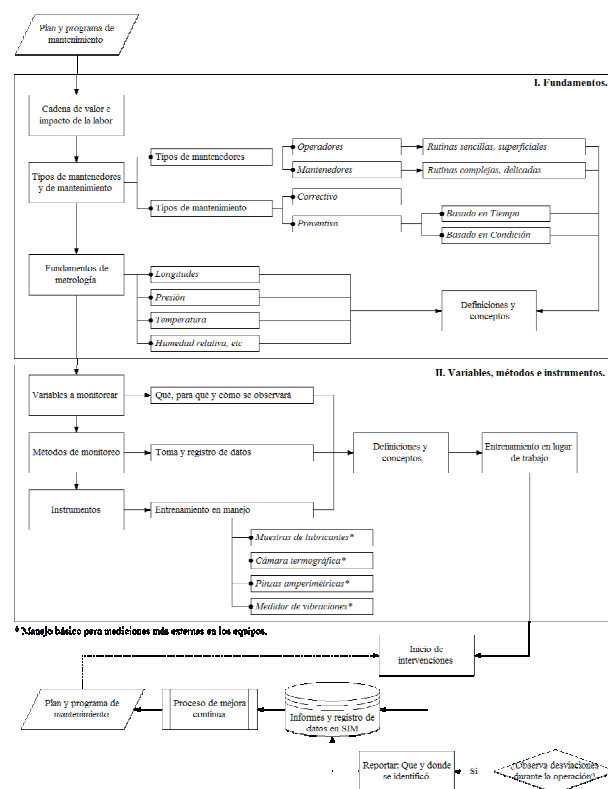 Plan y programa de
mantenimiento
I. Fundamentos.
Cadena de valor e
impacto de la labor
Tipos de mantenedores
y de mantenimiento
Tipos de mantenedores
Operadores
Rutinas sencillas, superficiales
Mantenedores
Rutinas complejas, delicadas
Tipos de mantenimiento
Correctivo
Preventivo
Basado en Tiempo
Basado en Condición
Fundamentos de
metrología
Longitudes
Presión
Temperatura
Humedad relativa, etc
Definiciones y
conceptos
II. Variables, métodos e instrumentos.
Variables a monitorear
Qué, para qué y cómo se observará
Métodos de monitoreo
Toma y registro de datos
Definiciones y
conceptos
Entrenamiento en lugar
de trabajo
Instrumentos
Entrenamiento en manejo
Muestras de lubricantes*
Cámara termográfica*
Pinzas amperimétricas*
Medidor de vibraciones*
* Manejo básico para mediciones más externas en los equipos.
Inicio de
intervenciones
Plan y programa de
mantenimiento
Proceso de mejora
continua
Informes y registro de
datos en SIM
Reportar: Que y donde
se identificó
Si
¿Observa desviaciones
durante la operación?